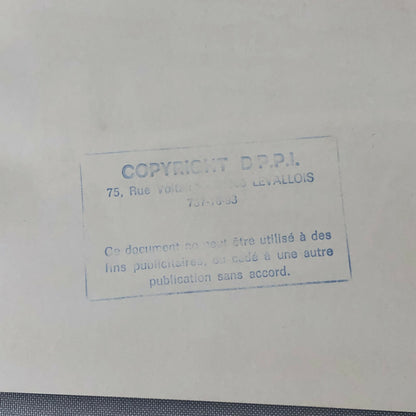 COPYRIGHT D.P.P.I.
75, Rue LEVALLOIS
Ce document ne peut être utilisé à des
fins publicitaires, ou cédé à une autre
publication sans accord.